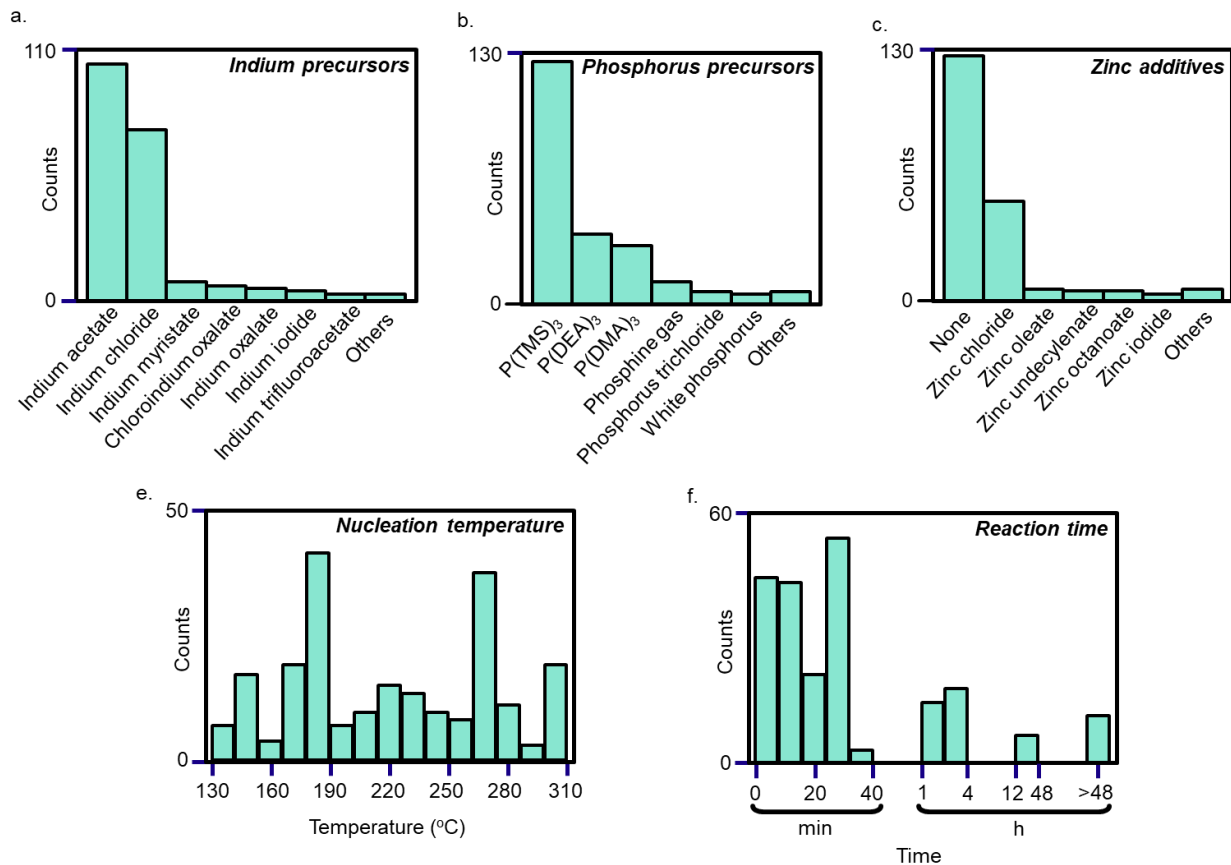 a.
110
Indium precursors
Counts
0
Indium acetate
Indium chloride
Indium myristate
Chloroindium oxalate
Indium oxalate
Indium iodide
Indium trifluoroacetate
Others
b.
130
Phosphorus precursors
Counts
0
P(TMS)₃
P(DEA)₃
P(DMA)₃
Phosphine gas
Phosphorus trichloride
White phosphorus
Others
c.
130
Zinc additives
Counts
0
None
Zinc chloride
Zinc oleate
Zinc undecylenate
Zinc octanoate
Zinc iodide
Others
e.
50
Nucleation temperature
Counts
0
130 160 190 220 250 280 310
Temperature (ºC)
f.
60
Reaction time
Counts
0
0 20 40 1 4 12 48 >48
min h
Time